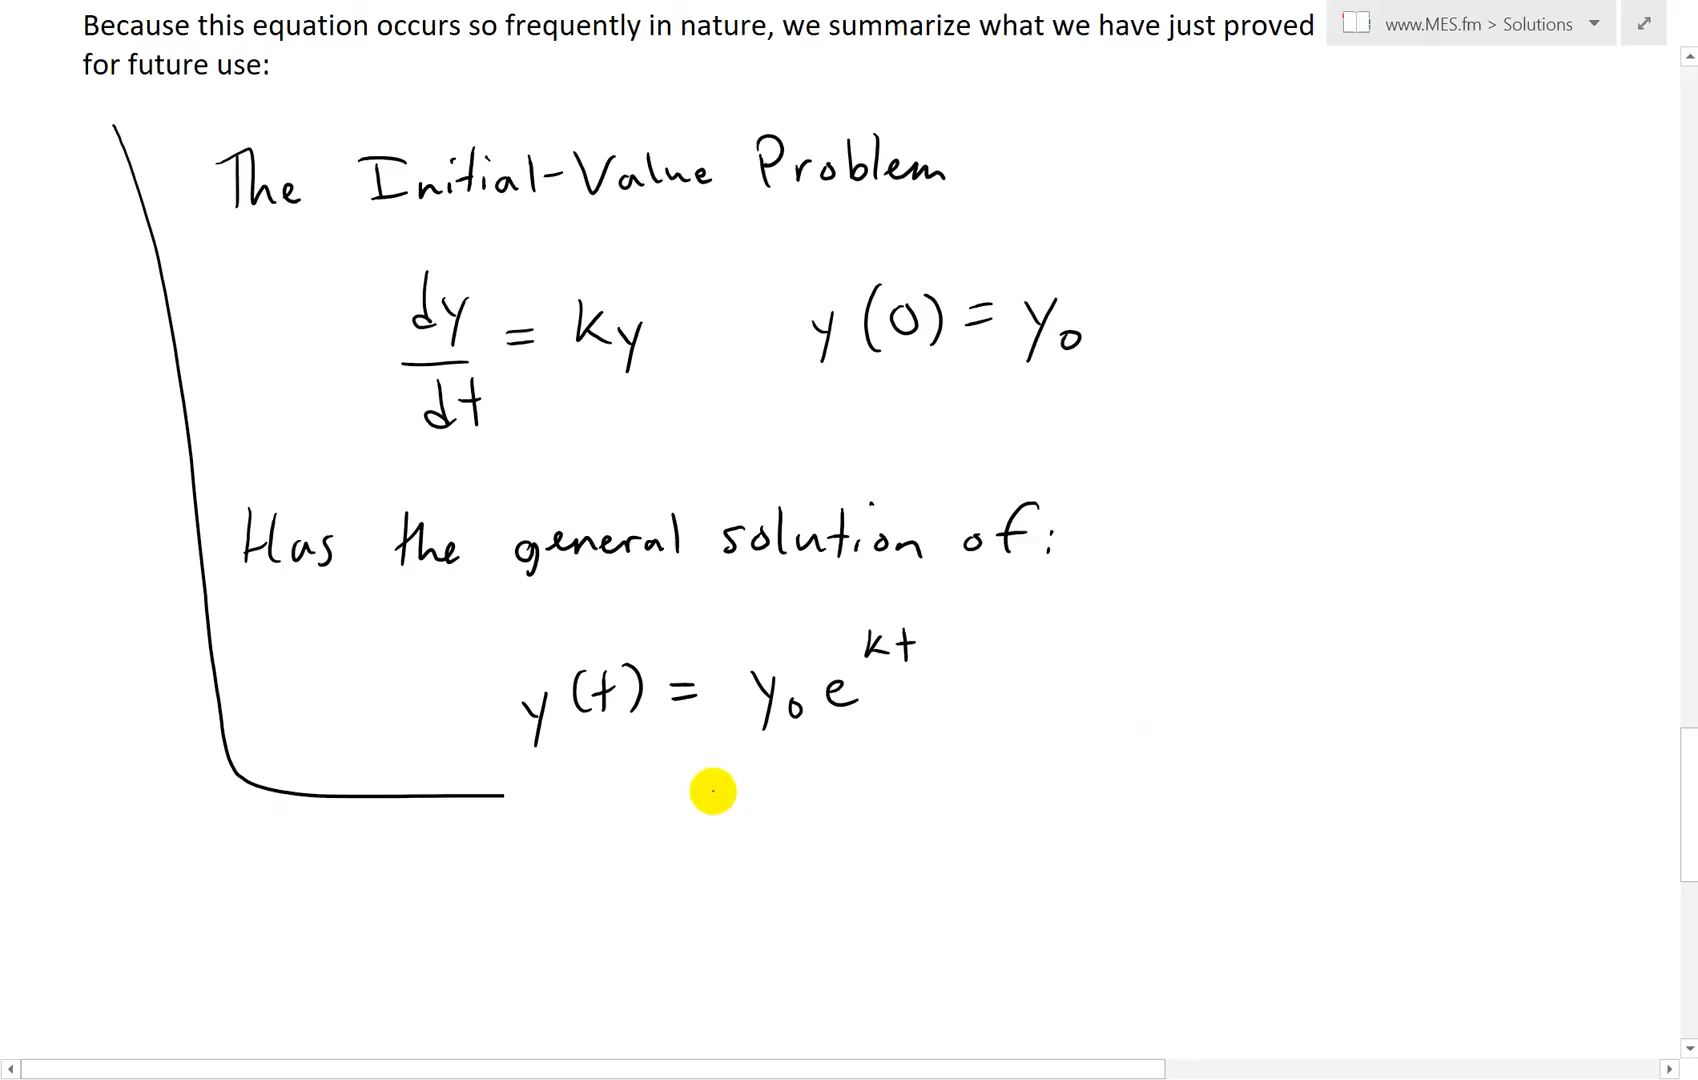 Because this equation occurs so frequently in nature, we summarize what we have just proved
for future use:
www.MES.fm > Solutions
The Initial-Value Problem
dy/dt = ky    y(0) = y₀
Has the general solution of:
y(t) = y₀ e^kt